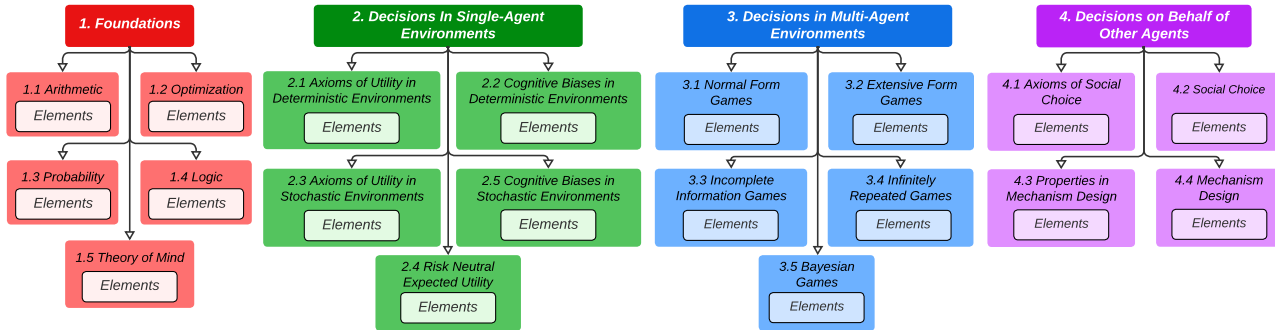 1. Foundations
1.1 Arithmetic
Elements
1.2 Optimization
Elements
1.3 Probability
Elements
1.4 Logic
Elements
1.5 Theory of Mind
Elements
2. Decisions In Single-Agent
Environments
2.1 Axioms of Utility in
Deterministic Environments
Elements
2.2 Cognitive Biases in
Deterministic Environments
Elements
2.3 Axioms of Utility in
Stochastic Environments
Elements
2.5 Cognitive Biases in
Stochastic Environments
Elements
2.4 Risk Neutral
Expected Utility
Elements
3. Decisions in Multi-Agent
Environments
3.1 Normal Form
Games
Elements
3.2 Extensive Form
Games
Elements
3.3 Incomplete
Information Games
Elements
3.4 Infinitely
Repeated Games
Elements
3.5 Bayesian
Games
Elements
4. Decisions on Behalf of
Other Agents
4.1 Axioms of Social
Choice
Elements
4.2 Social Choice
Elements
4.3 Properties in
Mechanism Design
Elements
4.4 Mechanism
Design
Elements